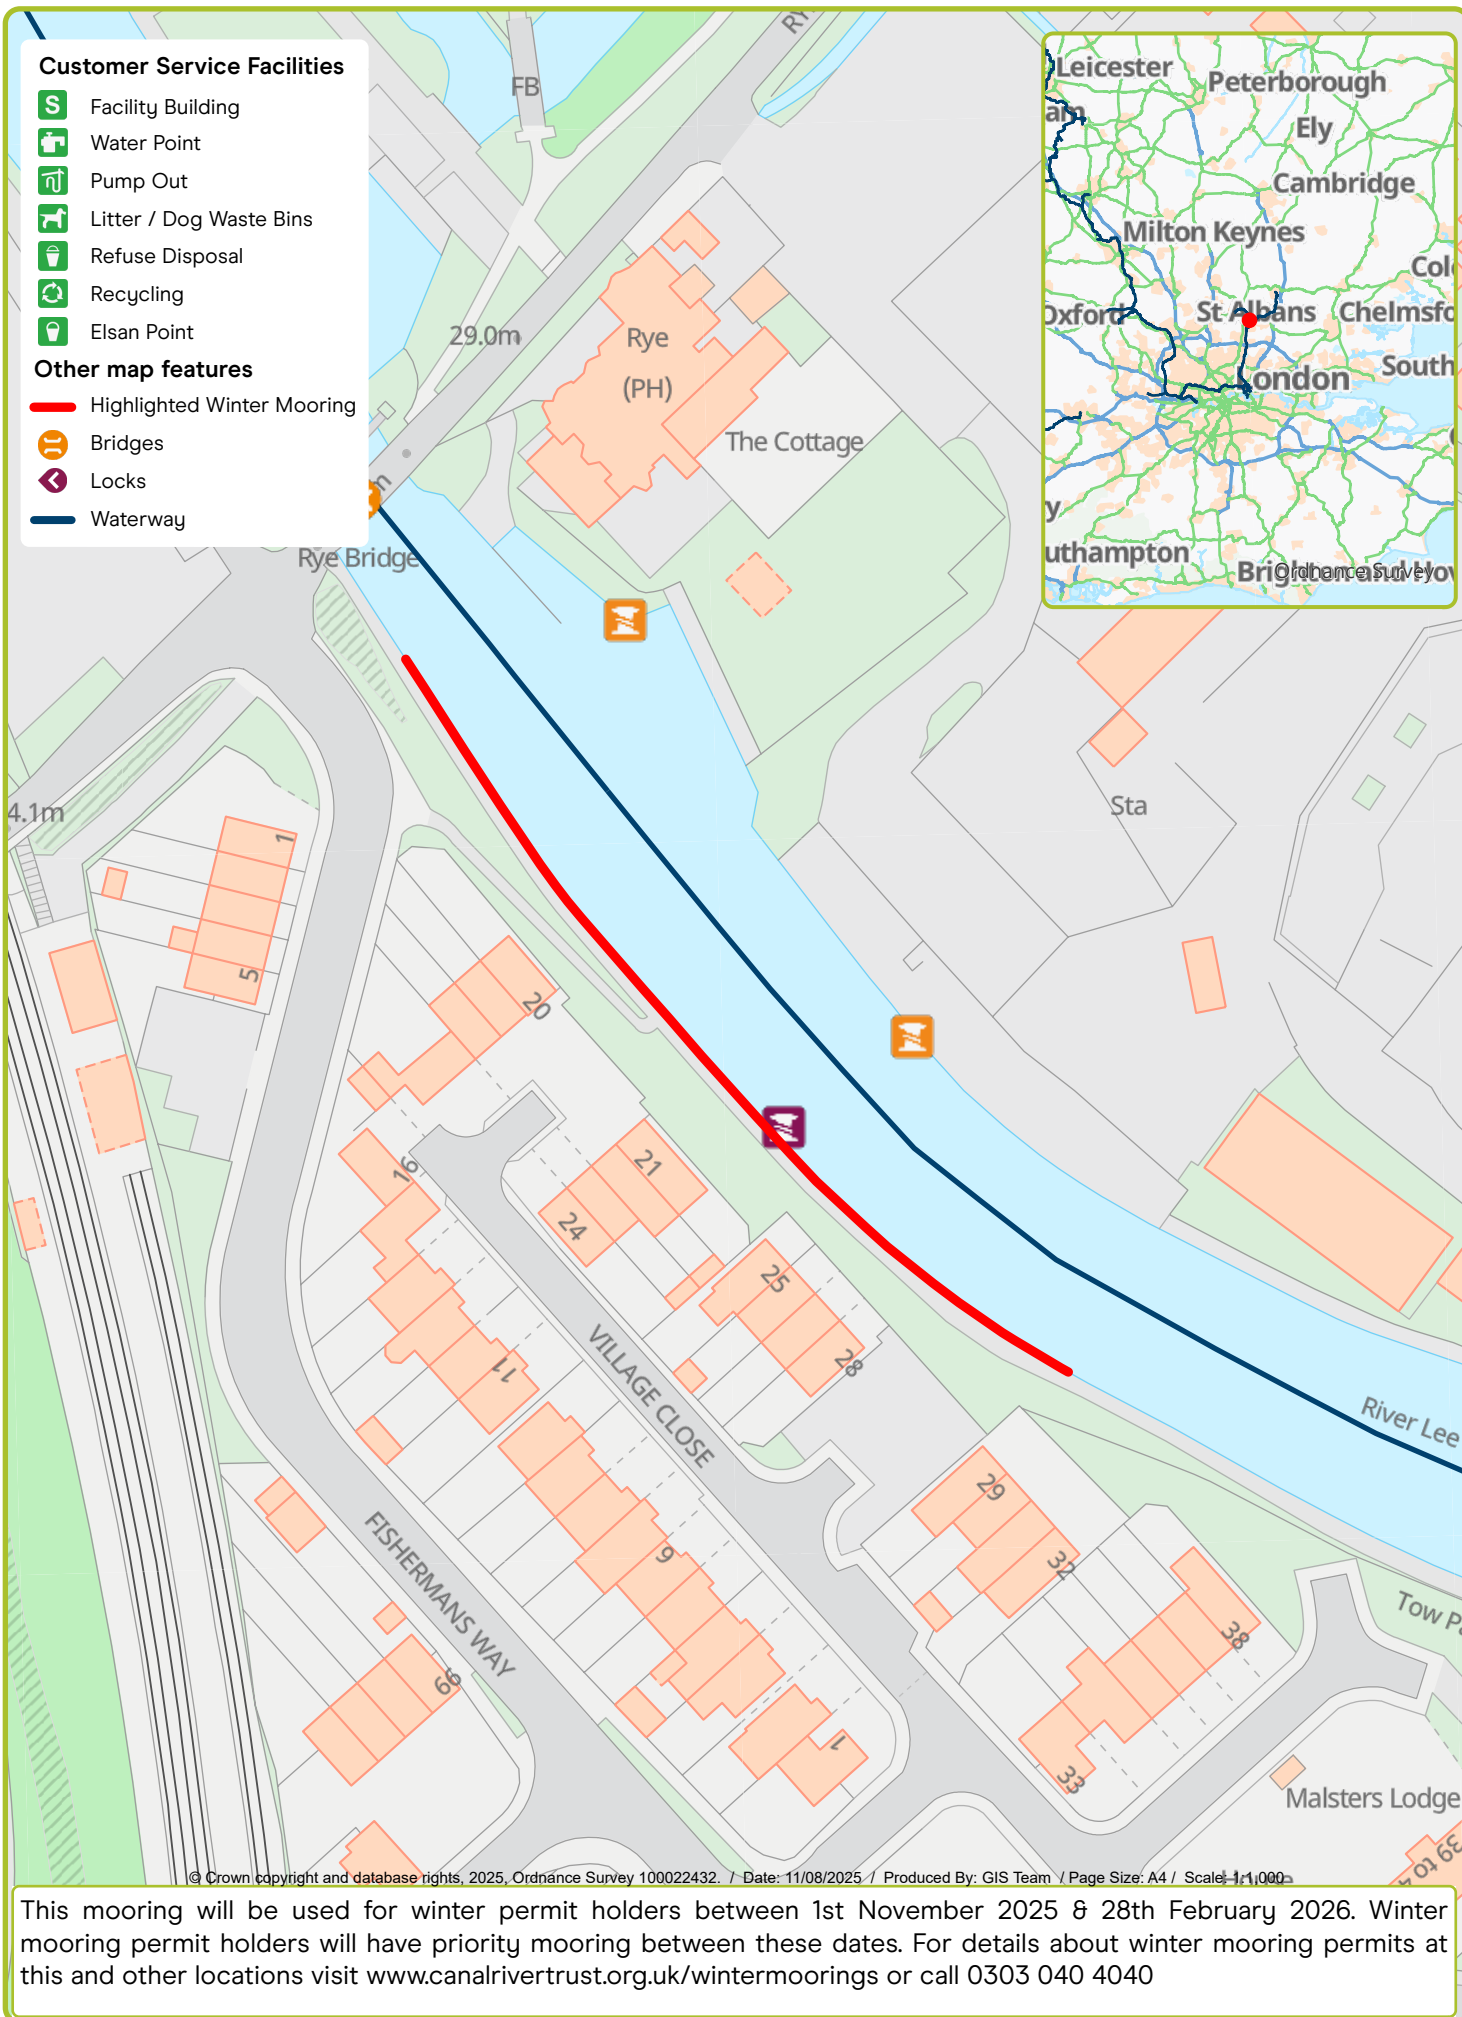 Customer Service Facilities
S Facility Building
Water Point
Pump Out
Litter / Dog Waste Bins
Refuse Disposal
Recycling
Elsan Point
Other map features
Highlighted Winter Mooring
Bridges
Locks
Waterway
FB
29.0m
Rye
(PH)
The Cottage
Rye Bridge
Leicester
Peterborough
Ely
Cambridge
Milton Keynes
Oxford
St Albans
Chelmsfo
South
London
uthampton
Ordnance Survey
4.1m
Sta
1
5
20
16
21
24
25
28
11
VILLAGE CLOSE
River Lee
29
32
9
FISHERMANS WAY
Tow Pa
38
66
1
33
Malsters Lodge
39 to 4
© Crown copyright and database rights, 2025, Ordnance Survey 100022432. / Date: 11/08/2025 / Produced By: GIS Team / Page Size: A4 / Scale: 1:1,000
This mooring will be used for winter permit holders between 1st November 2025 & 28th February 2026. Winter
mooring permit holders will have priority mooring between these dates. For details about winter mooring permits at
this and other locations visit www.canalrivertrust.org.uk/wintermoorings or call 0303 040 4040